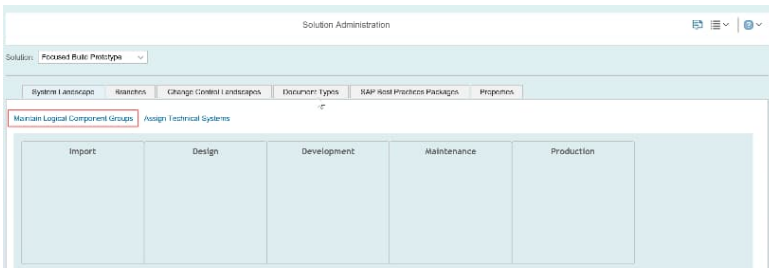 Solution Administration
Solution: Focused Build Prototype
System Landscape Branches Change Control Landscapes Document Types SAP Best Practices Packages Properties
Maintain Logical Component Groups Assign Technical Systems
Import Design Development Maintenance Production